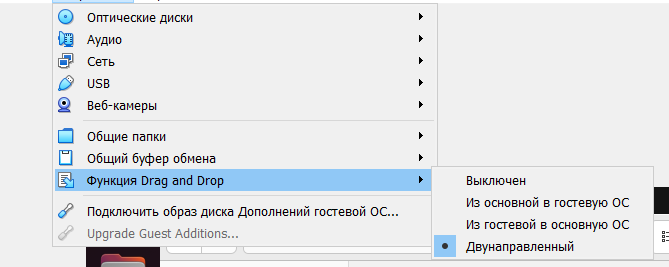 Оптические диски
Аудио
Сеть
USB
Веб-камеры
Общие папки
Общий буфер обмена
Функция Drag and Drop
Подключить образ диска Дополнений гостевой ОС...
Upgrade Guest Additions...
Выключен
Из основной в гостевую ОС
Из гостевой в основную ОС
Двунаправленный